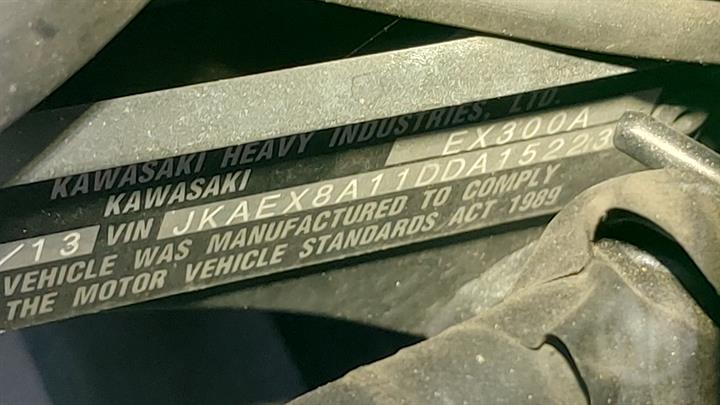 KAWASAKI HEAVY INDUSTRIES, LTD.
KAWASAKI EX300A
/13 VIN JKAEX8A11DDA15223
VEHICLE WAS MANUFACTURED TO COMPLY
THE MOTOR VEHICLE STANDARDS ACT 1989